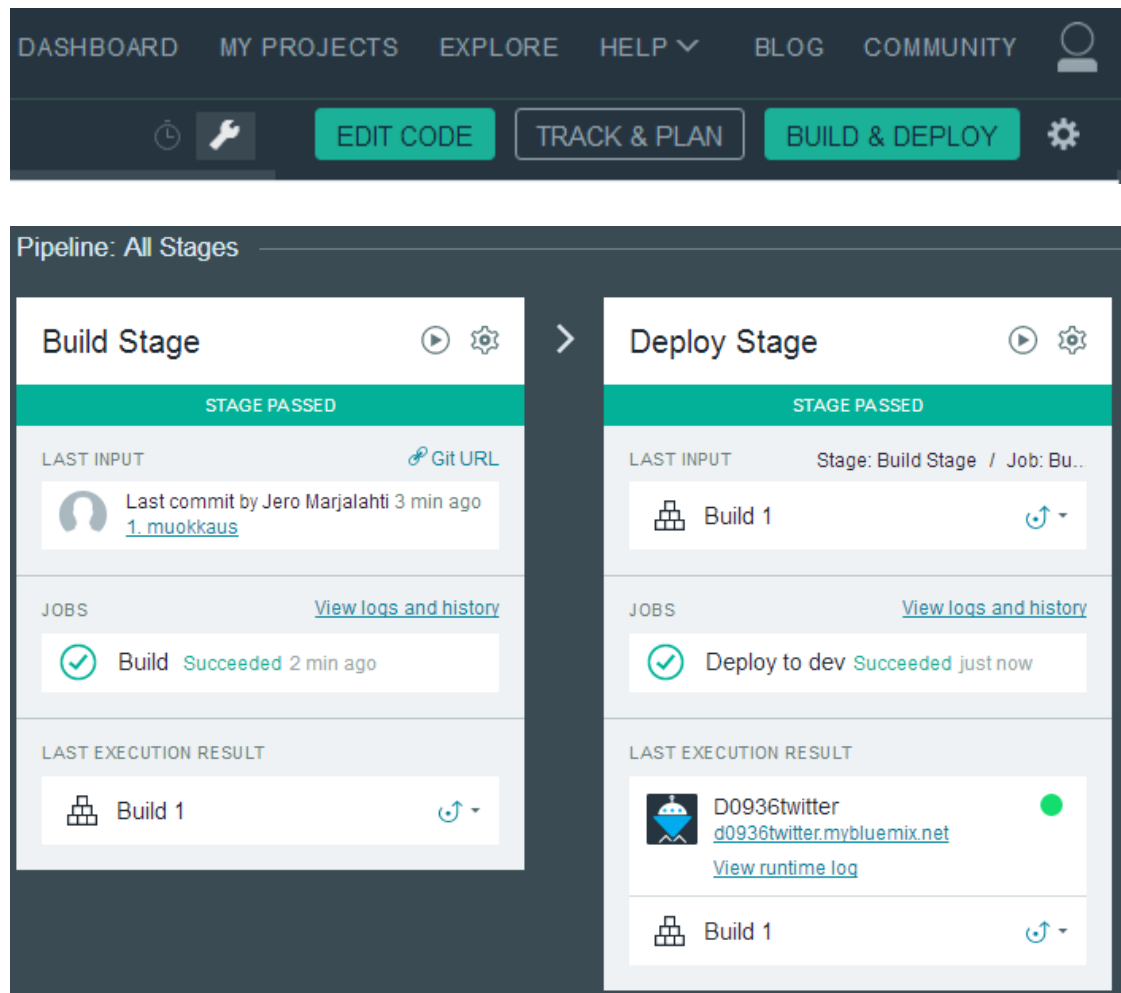 DASHBOARD MY PROJECTS EXPLORE HELP BLOG COMMUNITY
EDIT CODE TRACK & PLAN BUILD & DEPLOY
Pipeline: All Stages
Build Stage
STAGE PASSED
LAST INPUT Git URL
Last commit by Jero Marjalahti 3 min ago
1. muokkaus
JOBS View logs and history
Build Succeeded 2 min ago
LAST EXECUTION RESULT
Build 1
Deploy Stage
STAGE PASSED
LAST INPUT Stage: Build Stage / Job: Bu..
Build 1
JOBS View logs and history
Deploy to dev Succeeded just now
LAST EXECUTION RESULT
D0936twitter
d0936twitter.mybluemix.net
View runtime log
Build 1